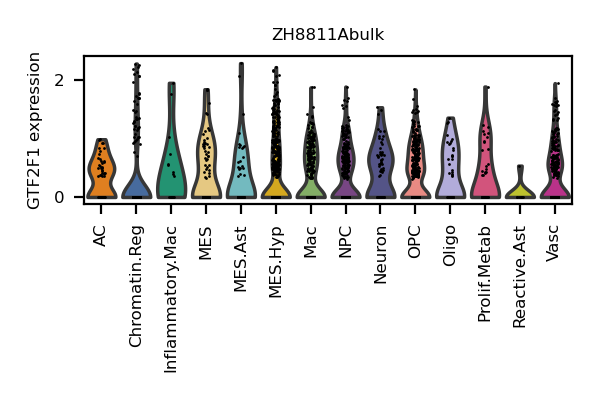 ZH8811Abulk
GTF2F1 expression
2
0
AC
Chromatin.Reg
Inflammatory.Mac
MES
MES.Ast
MES.Hyp
Mac
NPC
Neuron
OPC
Oligo
Prolif.Metab
Reactive.Ast
Vasc